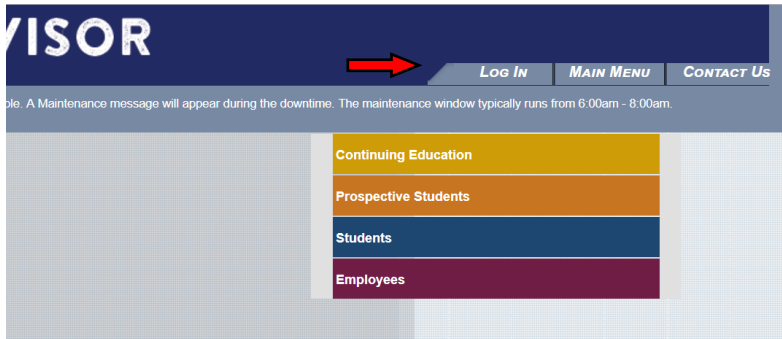 VISOR
LOG IN MAIN MENU CONTACT US
ble. A Maintenance message will appear during the downtime. The maintenance window typically runs from 6:00am - 8:00am.
Continuing Education
Prospective Students
Students
Employees